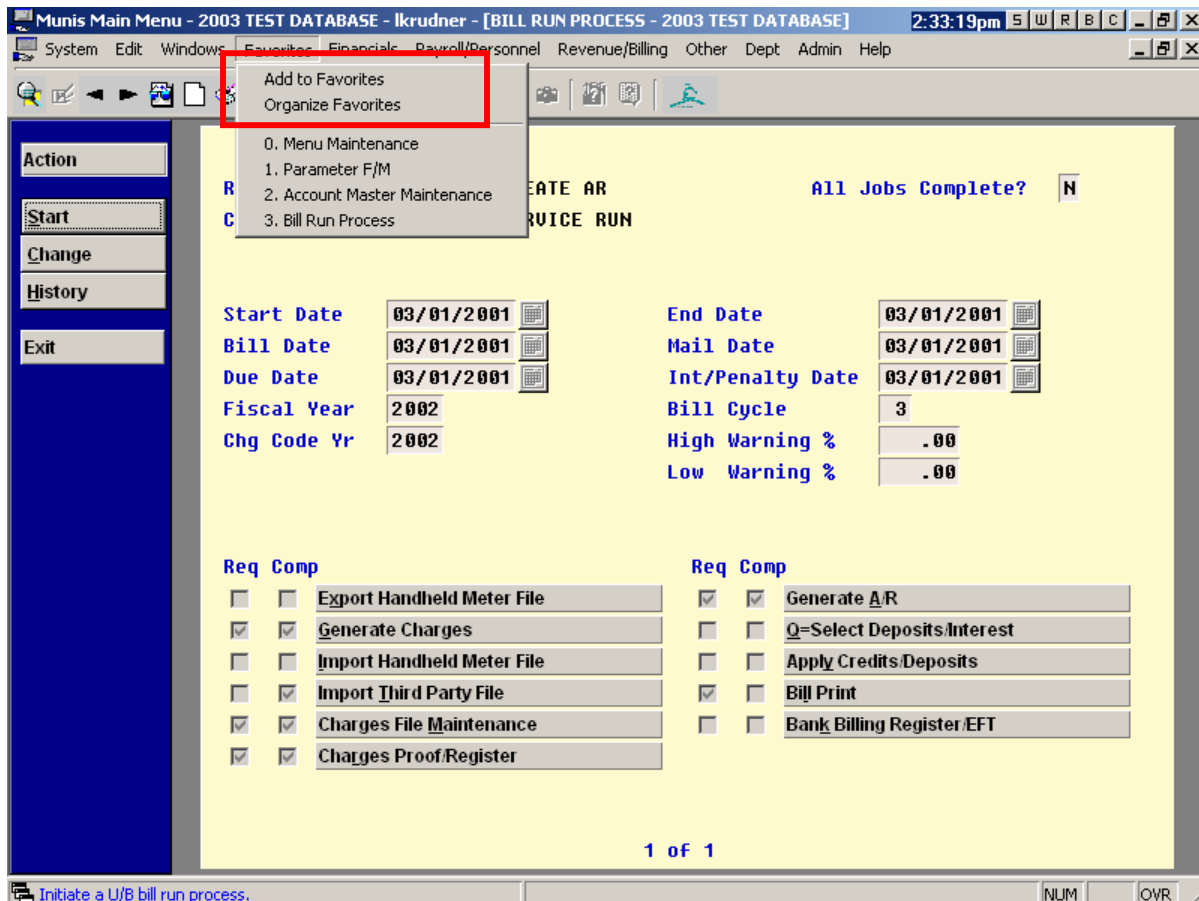 Munis Main Menu - 2003 TEST DATABASE - lkrudner - [BILL RUN PROCESS - 2003 TEST DATABASE] 2:33:19pm S W R B C
System Edit Windows Favorites Financials Payroll/Personnel Revenue/Billing Other Dept Admin Help
Add to Favorites
Organize Favorites
0. Menu Maintenance
1. Parameter F/M
2. Account Master Maintenance
3. Bill Run Process
Action
Start
Change
History
Exit
R EATE AR All Jobs Complete? N
C RVICE RUN
Start Date 03/01/2001 End Date 03/01/2001
Bill Date 03/01/2001 Mail Date 03/01/2001
Due Date 03/01/2001 Int/Penalty Date 03/01/2001
Fiscal Year 2002 Bill Cycle 3
Chg Code Yr 2002 High Warning % .00
Low Warning % .00
Req Comp Req Comp
Export Handheld Meter File Generate A/R
Generate Charges Q=Select Deposits/Interest
Import Handheld Meter File Apply Credits/Deposits
Import Third Party File Bill Print
Charges File Maintenance Bank Billing Register/EFT
Charges Proof/Register
1 of 1
Initiate a U/B bill run process. NUM OVR